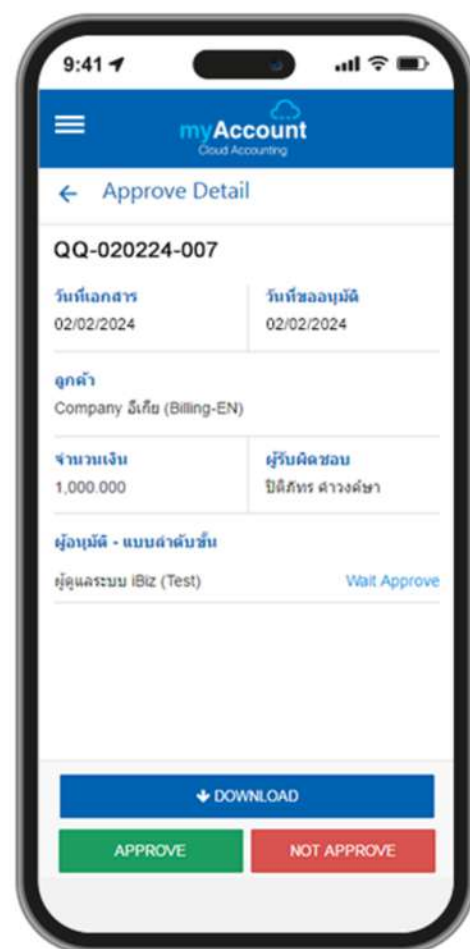 9:41
myAccount
Cloud Accounting
Approve Detail
QQ-020224-007
วันที่เอกสาร วันที่ขออนุมัติ
02/02/2024 02/02/2024
ลูกค้า
Company อีเกีย (Billing-EN)
จำนวนเงิน ผู้รับผิดชอบ
1,000.000 ปิติภัทร คำวงค์ษา
ผู้อนุมัติ - แบบลำดับขั้น
ผู้ดูแลระบบ iBiz (Test) Wait Approve
DOWNLOAD
APPROVE NOT APPROVE